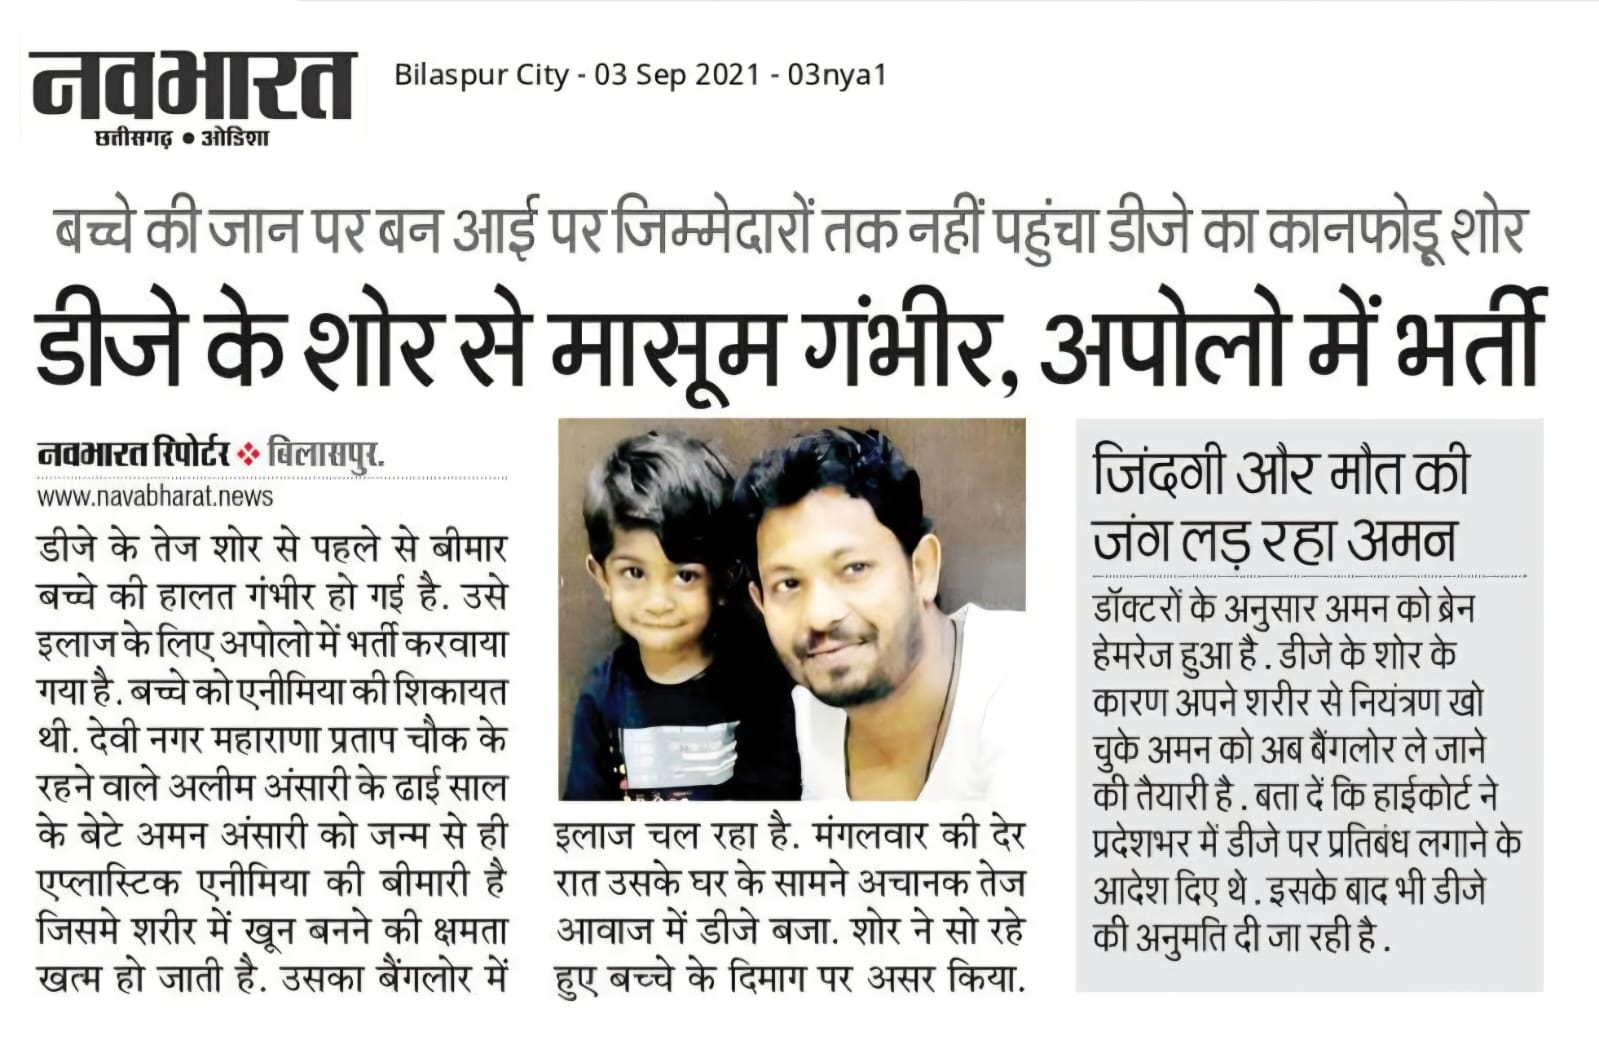 नवभारत
छत्तीसगढ़ • ओडिशा
Bilaspur City - 03 Sep 2021 - 03nya1
बच्चे की जान पर बन आई पर जिम्मेदारों तक नहीं पहुंचा डीजे का कानफोडू शोर
डीजे के शोर से मासूम गंभीर, अपोलो में भर्ती
नवभारत रिपोर्टर ❖ बिलासपुर.
www.navabharat.news
डीजे के तेज शोर से पहले से बीमार
बच्चे की हालत गंभीर हो गई है. उसे
इलाज के लिए अपोलो में भर्ती करवाया
गया है. बच्चे को एनीमिया की शिकायत
थी. देवी नगर महाराणा प्रताप चौक के
रहने वाले अलीम अंसारी के ढाई साल
के बेटे अमन अंसारी को जन्म से ही
एप्लास्टिक एनीमिया की बीमारी है
जिसमे शरीर में खून बनने की क्षमता
खत्म हो जाती है. उसका बैंगलोर में
इलाज चल रहा है. मंगलवार की देर
रात उसके घर के सामने अचानक तेज
आवाज में डीजे बजा. शोर ने सो रहे
हुए बच्चे के दिमाग पर असर किया.
जिंदगी और मौत की
जंग लड़ रहा अमन
डॉक्टरों के अनुसार अमन को ब्रेन
हेमरेज हुआ है. डीजे के शोर के
कारण अपने शरीर से नियंत्रण खो
चुके अमन को अब बैंगलोर ले जाने
की तैयारी है. बता दें कि हाईकोर्ट ने
प्रदेशभर में डीजे पर प्रतिबंध लगाने के
आदेश दिए थे. इसके बाद भी डीजे
की अनुमति दी जा रही है.